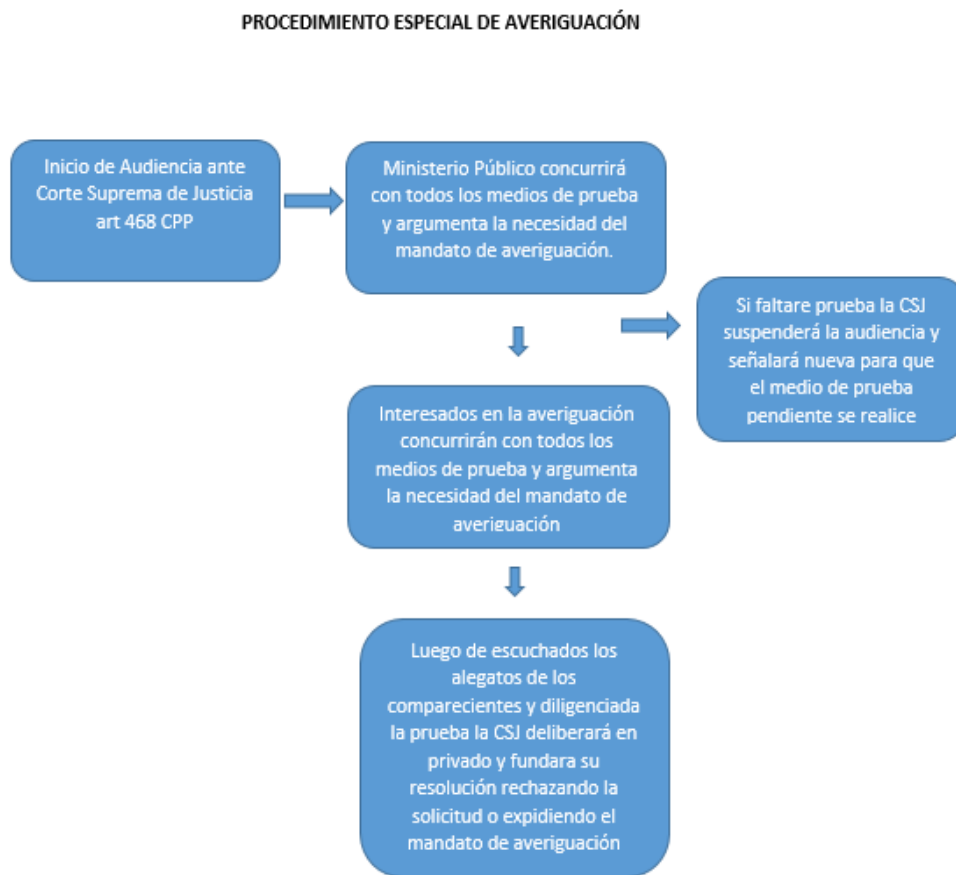 PROCEDIMIENTO ESPECIAL DE AVERIGUACIÓN
Inicio de Audiencia ante
Corte Suprema de Justicia
art 468 CPP
Ministerio Público concurrirá
con todos los medios de prueba
y argumenta la necesidad del
mandato de averiguación.
Si faltare prueba la CSJ
suspenderá la audiencia y
señalará nueva para que
el medio de prueba
pendiente se realice
Interesados en la averiguación
concurrirán con todos los
medios de prueba y argumenta
la necesidad del mandato de
averiguación
Luego de escuchados los
alegatos de los
comparecientes y diligenciada
la prueba la CSJ deliberará en
privado y fundara su
resolución rechazando la
solicitud o expidiendo el
mandato de averiguación